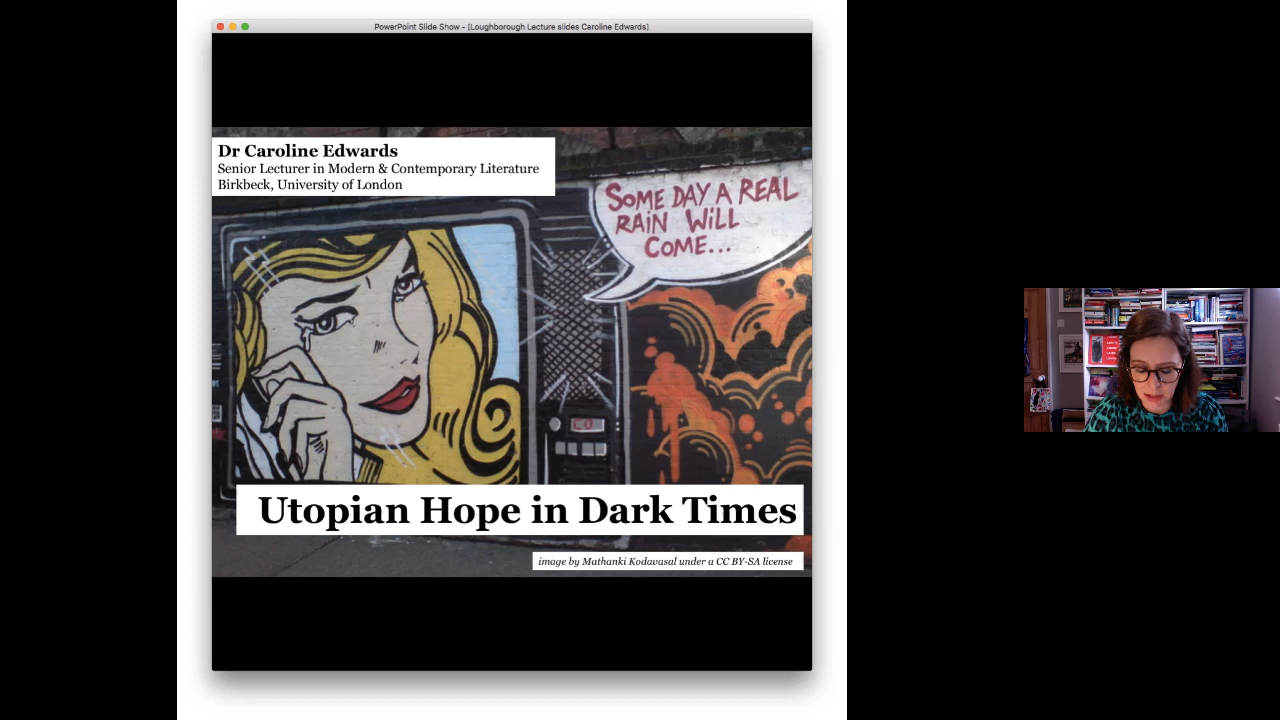 PowerPoint Slide Show - [Loughborough Lecture slides Caroline Edwards]
Dr Caroline Edwards
Senior Lecturer in Modern & Contemporary Literature
Birkbeck, University of London
SOME DAY A REAL
RAiN WiLL
COME...
Utopian Hope in Dark Times
image by Mathanki Kodavasal under a CC BY-SA license